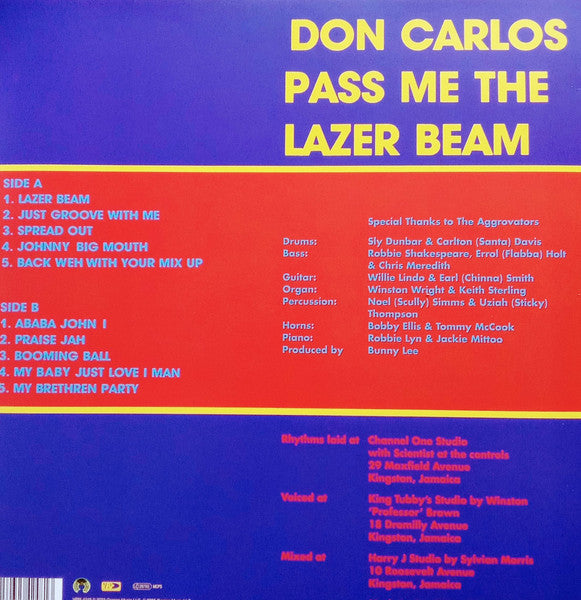 DON CARLOS
PASS ME THE
LAZER BEAM
SIDE A
1. LAZER BEAM
2. JUST GROOVE WITH ME
3. SPREAD OUT
4. JOHNNY BIG MOUTH
5. BACK WEH WITH YOUR MIX UP
SIDE B
1. ABABA JOHN I
2. PRAISE JAH
3. BOOMING BALL
4. MY BABY JUST LOVE I MAN
5. MY BRETHREN PARTY
Special Thanks to The Aggrovators
Drums: Sly Dunbar & Carlton (Santa) Davis
Bass: Robbie Shakespeare, Errol (Flabba) Holt
& Chris Meredith
Guitar: Willie Lindo & Earl (Chinna) Smith
Organ: Winston Wright & Keith Sterling
Percussion: Noel (Scully) Simms & Uziah (Sticky)
Thompson
Horns: Bobby Ellis & Tommy McCook
Piano: Robbie Lyn & Jackie Mittoo
Produced by Bunny Lee
Rhythms laid at Channel One Studio
with Scientist at the controls
29 Maxfield Avenue
Kingston, Jamaica
Voiced at King Tubby's Studio by Winston
'Professor' Brown
18 Dromilly Avenue
Kingston, Jamaica
Mixed at Harry J Studio by Sylvian Morris
10 Roosevelt Avenue
Kingston, Jamaica